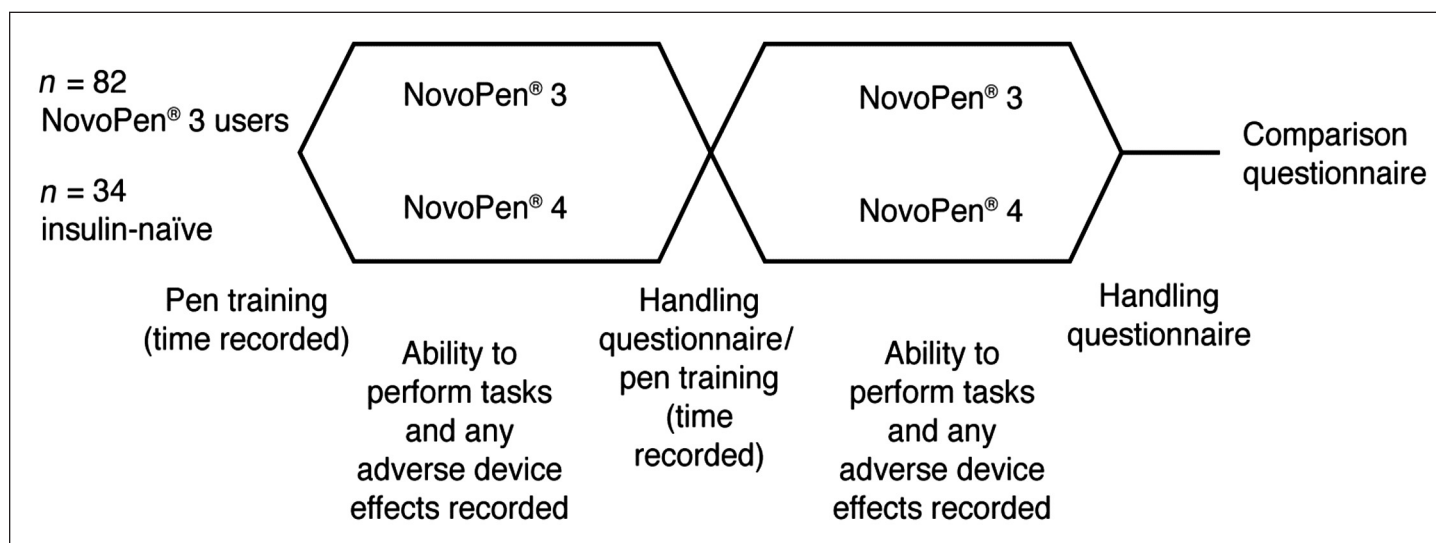 n = 82
NovoPen® 3 users
n = 34
insulin-naïve
NovoPen® 3
NovoPen® 4
NovoPen® 3
NovoPen® 4
Comparison
questionnaire
Pen training
(time recorded)
Ability to
perform tasks
and any
adverse device
effects recorded
Handling
questionnaire/
pen training
(time
recorded)
Ability to
perform tasks
and any
adverse device
effects recorded
Handling
questionnaire